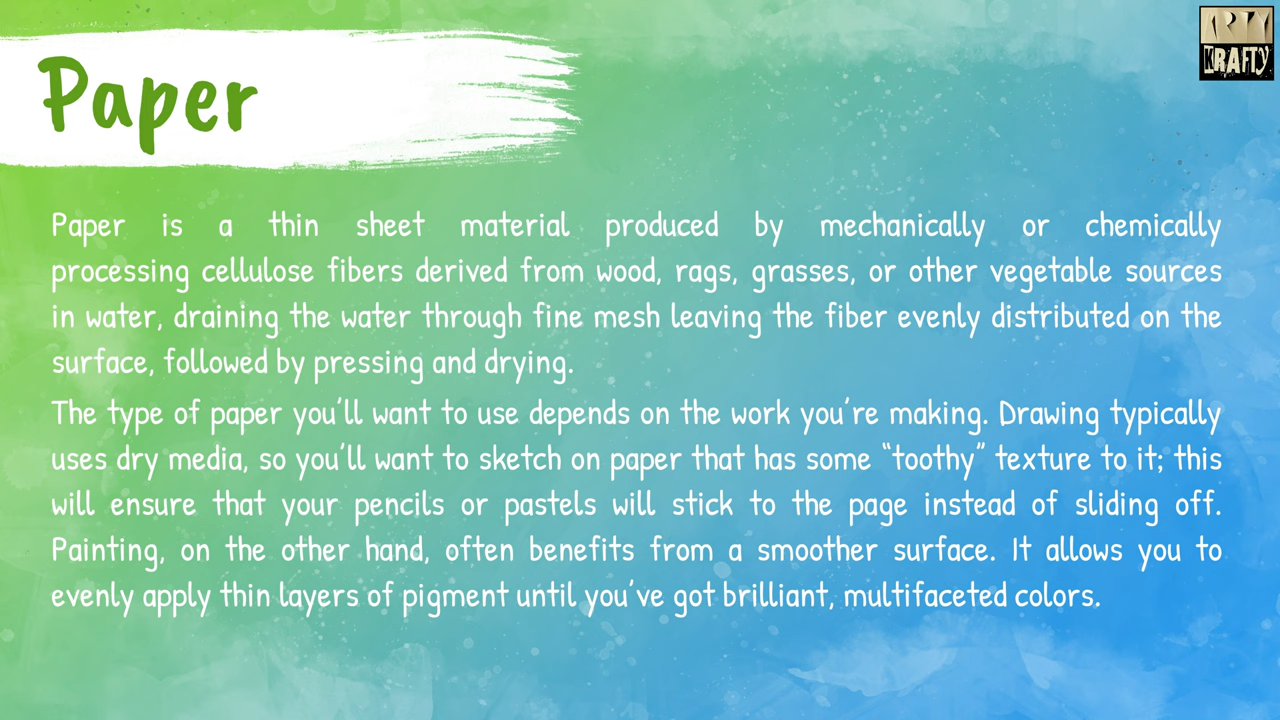 ARTY
KRAFTY
Paper
Paper is a thin sheet material produced by mechanically or chemically
processing cellulose fibers derived from wood, rags, grasses, or other vegetable sources
in water, draining the water through fine mesh leaving the fiber evenly distributed on the
surface, followed by pressing and drying.
The type of paper you’ll want to use depends on the work you’re making. Drawing typically
uses dry media, so you’ll want to sketch on paper that has some “toothy” texture to it; this
will ensure that your pencils or pastels will stick to the page instead of sliding off.
Painting, on the other hand, often benefits from a smoother surface. It allows you to
evenly apply thin layers of pigment until you’ve got brilliant, multifaceted colors.